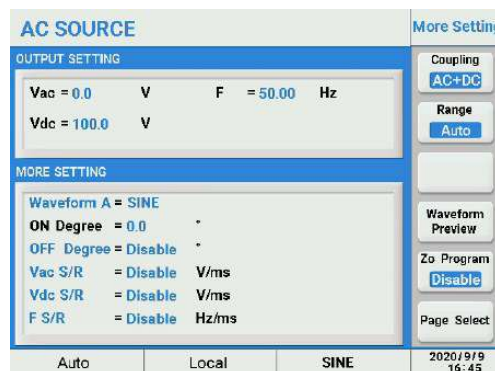 AC SOURCE
More Settin
OUTPUT SETTING
Vac = 0.0 V F = 50.00 Hz
Vdc = 100.0 V
MORE SETTING
Waveform A = SINE
ON Degree = 0.0 °
OFF Degree = Disable °
Vac S/R = Disable V/ms
Vdc S/R = Disable V/ms
F S/R = Disable Hz/ms
Coupling
AC+DC
Range
Auto
Waveform
Preview
Zo Program
Disable
Page Select
Auto Local SINE
2020/9/9
16:45